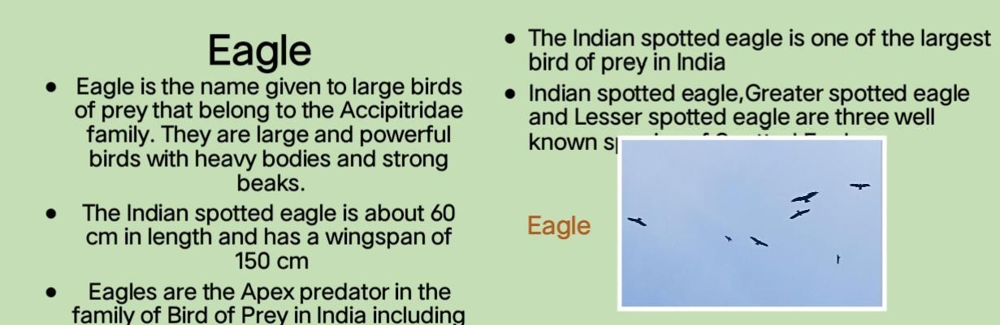 Eagle
• Eagle is the name given to large birds
of prey that belong to the Accipitridae
family. They are large and powerful
birds with heavy bodies and strong
beaks.
• The Indian spotted eagle is about 60
cm in length and has a wingspan of
150 cm
• Eagles are the Apex predator in the
family of Bird of Prey in India including
• The Indian spotted eagle is one of the largest
bird of prey in India
• Indian spotted eagle,Greater spotted eagle
and Lesser spotted eagle are three well
known
Eagle